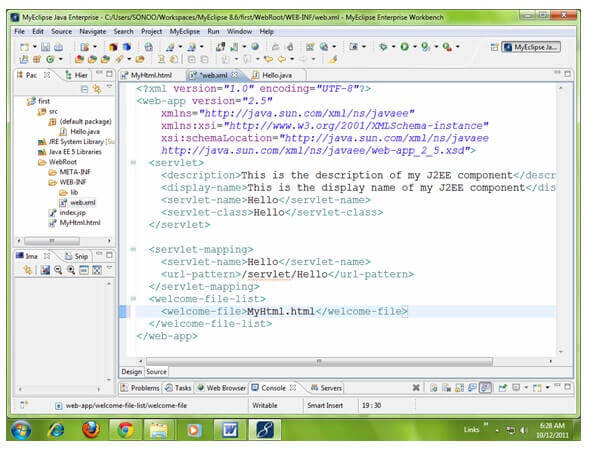 MyEclipse Java Enterprise - C:/Users/SONOO/Workspaces/MyEclipse 8.6/first/WebRoot/WEB-INF/web.xml - MyEclipse Enterprise Workbench
File Edit Source Navigate Search Project MyEclipse Run Window Help
MyEclipse Ja...
Pac Hier MyHtml.html *web.xml Hello.java
first
src
(default package)
Hello.java
JRE System Library [Su
Java EE 5 Libraries
WebRoot
META-INF
WEB-INF
lib
web.xml
index.jsp
MyHtml.html
Ima Snip
<?xml version="1.0" encoding="UTF-8"?>
<web-app version="2.5"
xmlns="http://java.sun.com/xml/ns/javaee"
xmlns:xsi="http://www.w3.org/2001/XMLSchema-instance"
xsi:schemaLocation="http://java.sun.com/xml/ns/javaee
http://java.sun.com/xml/ns/javaee/web-app_2_5.xsd">
<servlet>
<description>This is the description of my J2EE component</descr
<display-name>This is the display name of my J2EE component</dis
<servlet-name>Hello</servlet-name>
<servlet-class>Hello</servlet-class>
</servlet>
<servlet-mapping>
<servlet-name>Hello</servlet-name>
<url-pattern>/servlet/Hello</url-pattern>
</servlet-mapping>
<welcome-file-list>
<welcome-file>MyHtml.html</welcome-file>
</welcome-file-list>
</web-app>
Design Source
Problems Tasks Web Browser Console Servers
web-app/welcome-file-list/welcome-file Writable Smart Insert 19 : 30
Links
6:28 AM
10/12/2011